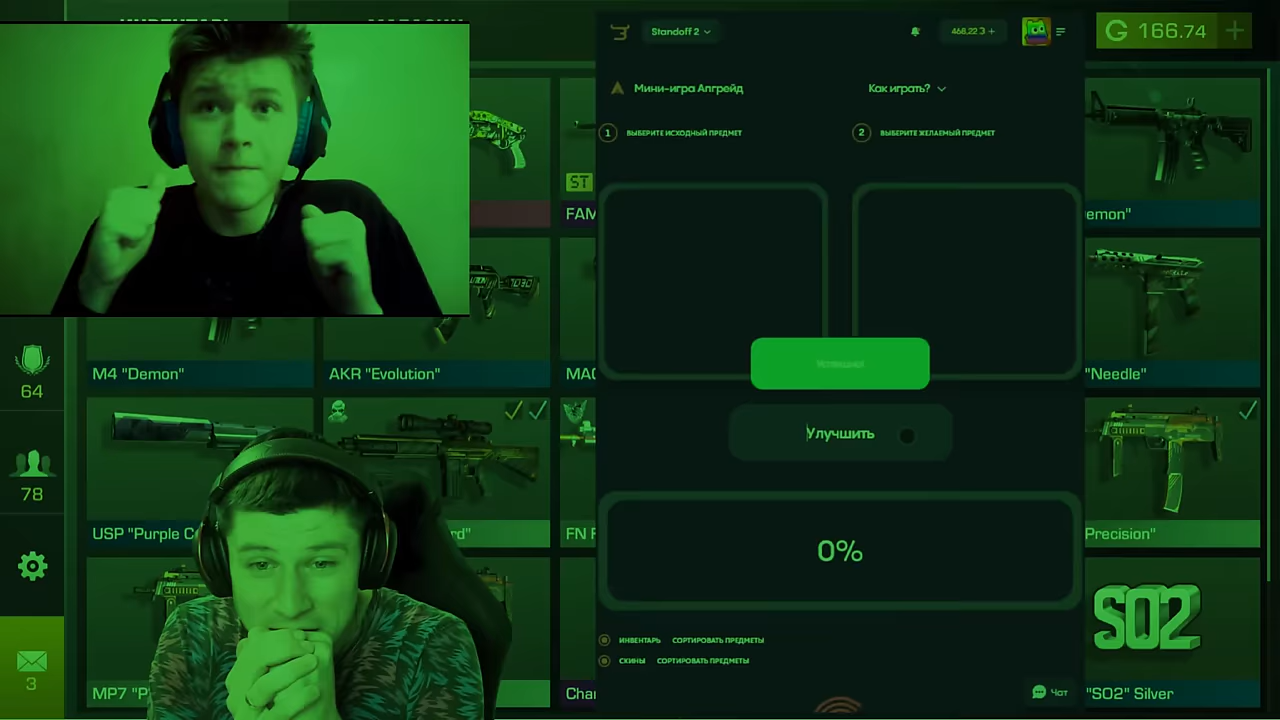 Standoff 2
468.22 З +
G 166.74 +
Мини-игра Апгрейд
Как играть?
1 ВЫБЕРИТЕ ИСХОДНЫЙ ПРЕДМЕТ
2 ВЫБЕРИТЕ ЖЕЛАЕМЫЙ ПРЕДМЕТ
ST
FAM
emon"
Успешно!
64
M4 "Demon"
AKR "Evolution"
MAC
"Needle"
Улучшить
78
USP "Purple C
rd"
FN F
Precision"
0%
ИНВЕНТАРЬ СОРТИРОВАТЬ ПРЕДМЕТЫ
СКИНЫ СОРТИРОВАТЬ ПРЕДМЕТЫ
SO2
3
MP7 "P
Char
Чат
"SO2" Silver